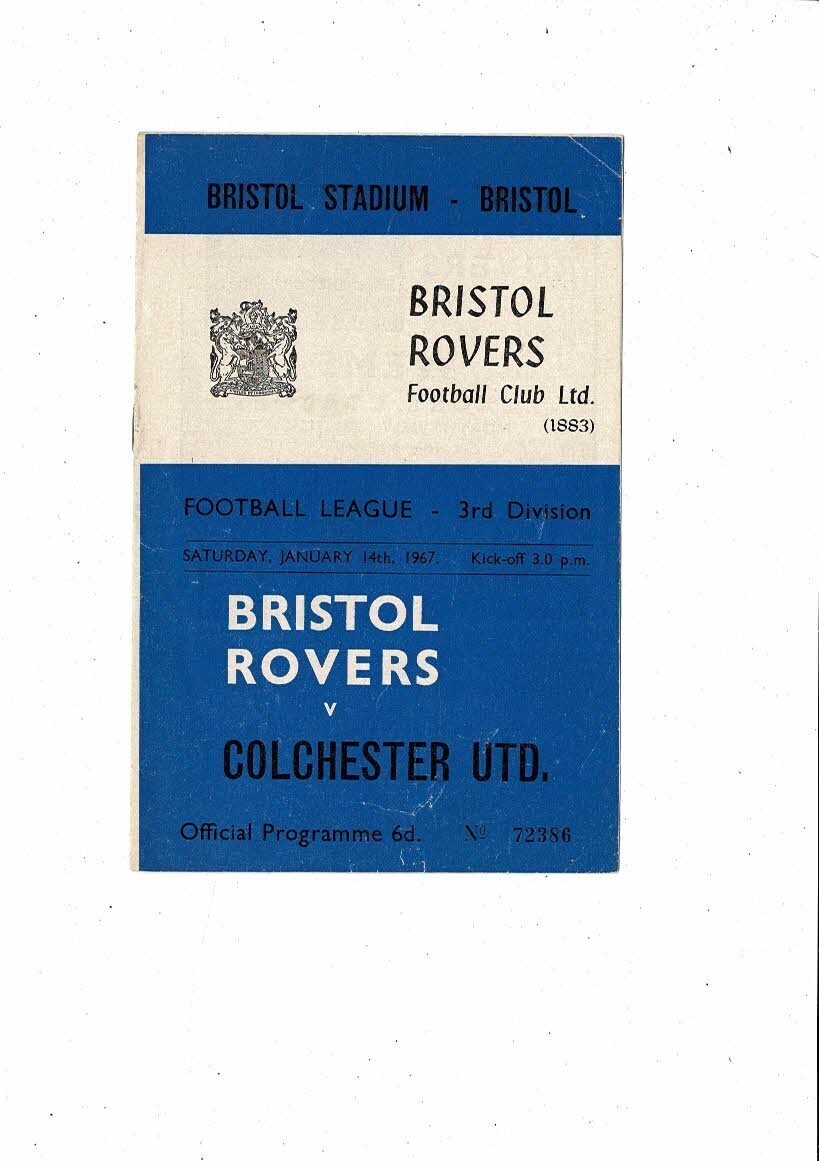 BRISTOL STADIUM - BRISTOL
BRISTOL
ROVERS
Football Club Ltd.
(1883)
FOOTBALL LEAGUE - 3rd Division
SATURDAY, JANUARY 14th, 1967. Kick-off 3.0 p.m.
BRISTOL
ROVERS
v
COLCHESTER UTD.
Official Programme 6d. Nº 72386